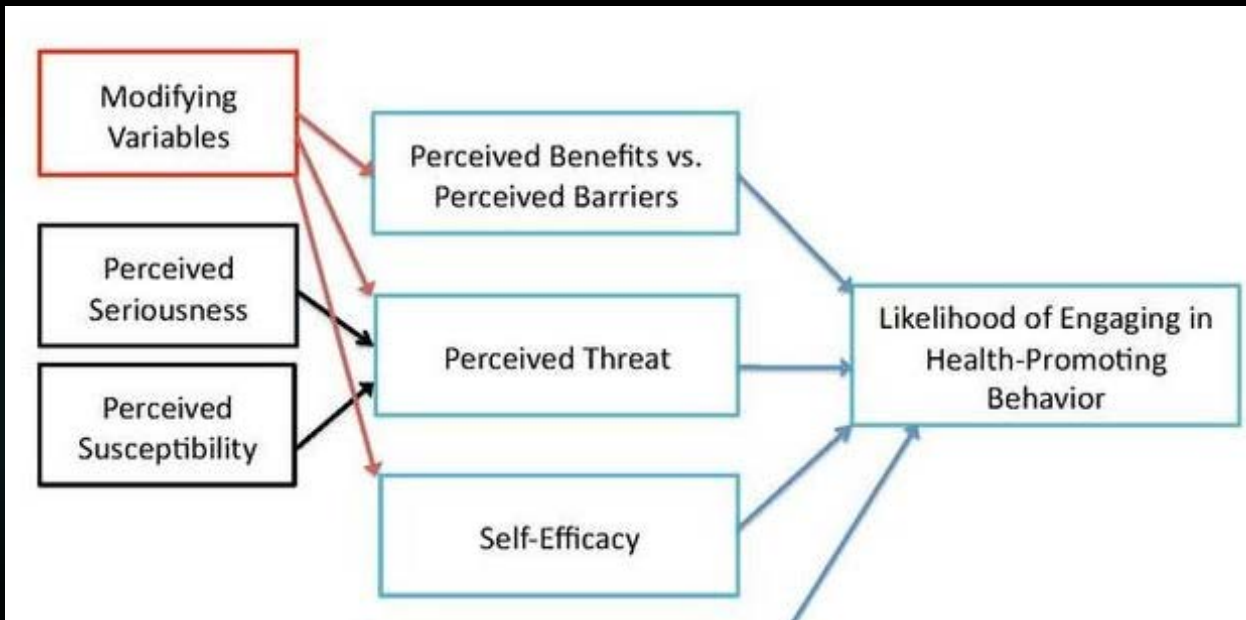 Modifying
Variables
Perceived Benefits vs.
Perceived Barriers
Perceived
Seriousness
Perceived Threat
Likelihood of Engaging in
Health-Promoting
Behavior
Perceived
Susceptibility
Self-Efficacy